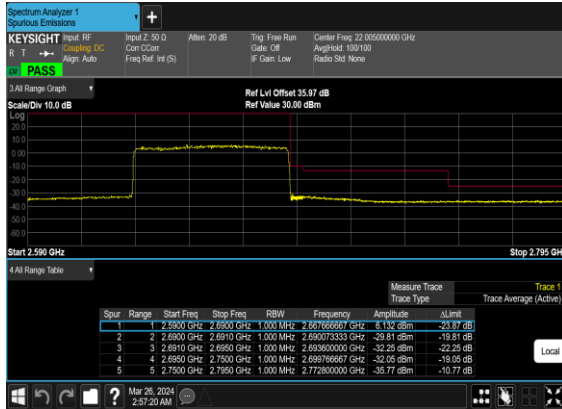 Spectrum Analyzer 1
Spurious Emissions
KEYSIGHT Input: RF Input Z: 50 Ω Atten: 20 dB Trig: Free Run Center Freq: 22.005000000 GHz
R T Coupling: DC Corr CCorr Gate: Off Avg|Hold: 100/100
Align: Auto Freq Ref: Int (S) IF Gain: Low Radio Std: None
PASS
3 All Range Graph
Ref Lvl Offset 35.97 dB
Scale/Div 10.0 dB Ref Value 30.00 dBm
Log
20.0
10.0
0.00
-10.0
-20.0
-30.0
-40.0
-50.0
-60.0
Start 2.590 GHz Stop 2.795 GH
4 All Range Table
Measure Trace Trace 1
Trace Type Trace Average (Active)
Spur Range Start Freq Stop Freq RBW Frequency Amplitude ΔLimit
1 1 2.5900 GHz 2.6900 GHz 1.000 MHz 2.667666667 GHz 6.132 dBm -23.87 dB
2 2 2.6900 GHz 2.6910 GHz 1.000 MHz 2.690073333 GHz -29.81 dBm -19.81 dB
3 3 2.6910 GHz 2.6950 GHz 1.000 MHz 2.693600000 GHz -32.25 dBm -22.25 dB
4 4 2.6950 GHz 2.7500 GHz 1.000 MHz 2.699766667 GHz -32.05 dBm -19.05 dB
5 5 2.7500 GHz 2.7950 GHz 1.000 MHz 2.772800000 GHz -35.77 dBm -10.77 dB
Local
? Mar 26, 2024
2:57:20 AM